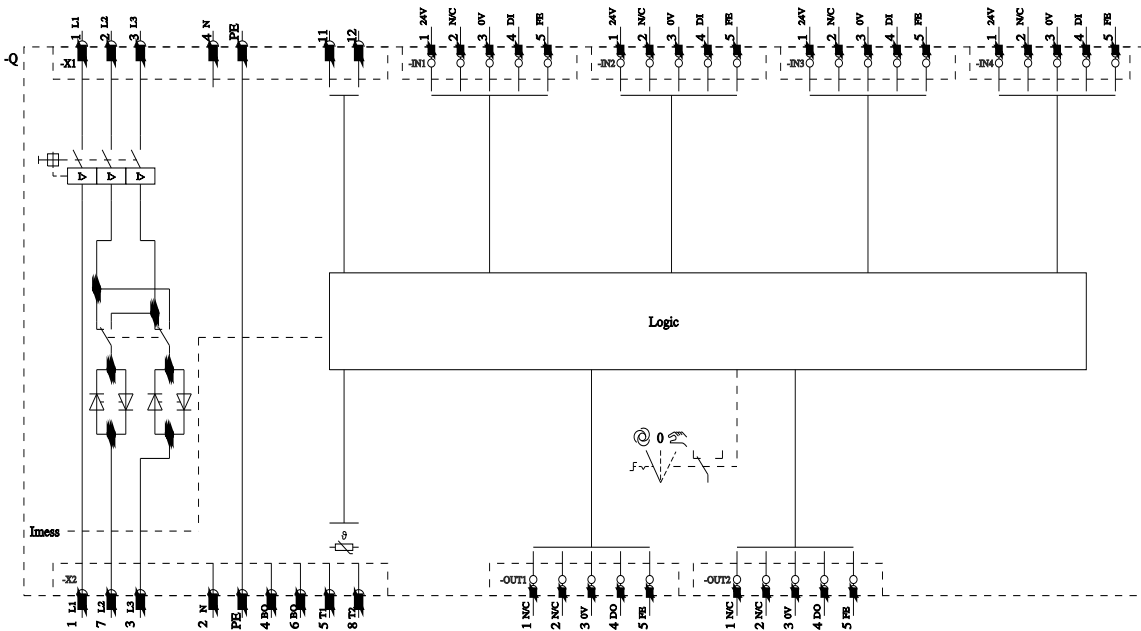 1 L1
2 L2
3 L3
4 N
PE
11
12
1 24V
2 N/C
3 0V
4 DI
5 FE
1 24V
2 N/C
3 0V
4 DI
5 FE
1 24V
2 N/C
3 0V
4 DI
5 FE
1 24V
2 N/C
3 0V
4 DI
5 FE
-Q
-X1
-IN1
-IN2
-IN3
-IN4
Logic
0
Imess
ϑ
-X2
-OUT1
-OUT2
1 L1
7 L2
3 L3
2 N
PE
4 BO
6 BO
5 T1
8 T2
1 N/C
2 N/C
3 0V
4 DO
5 FE
1 N/C
2 N/C
3 0V
4 DO
5 FE